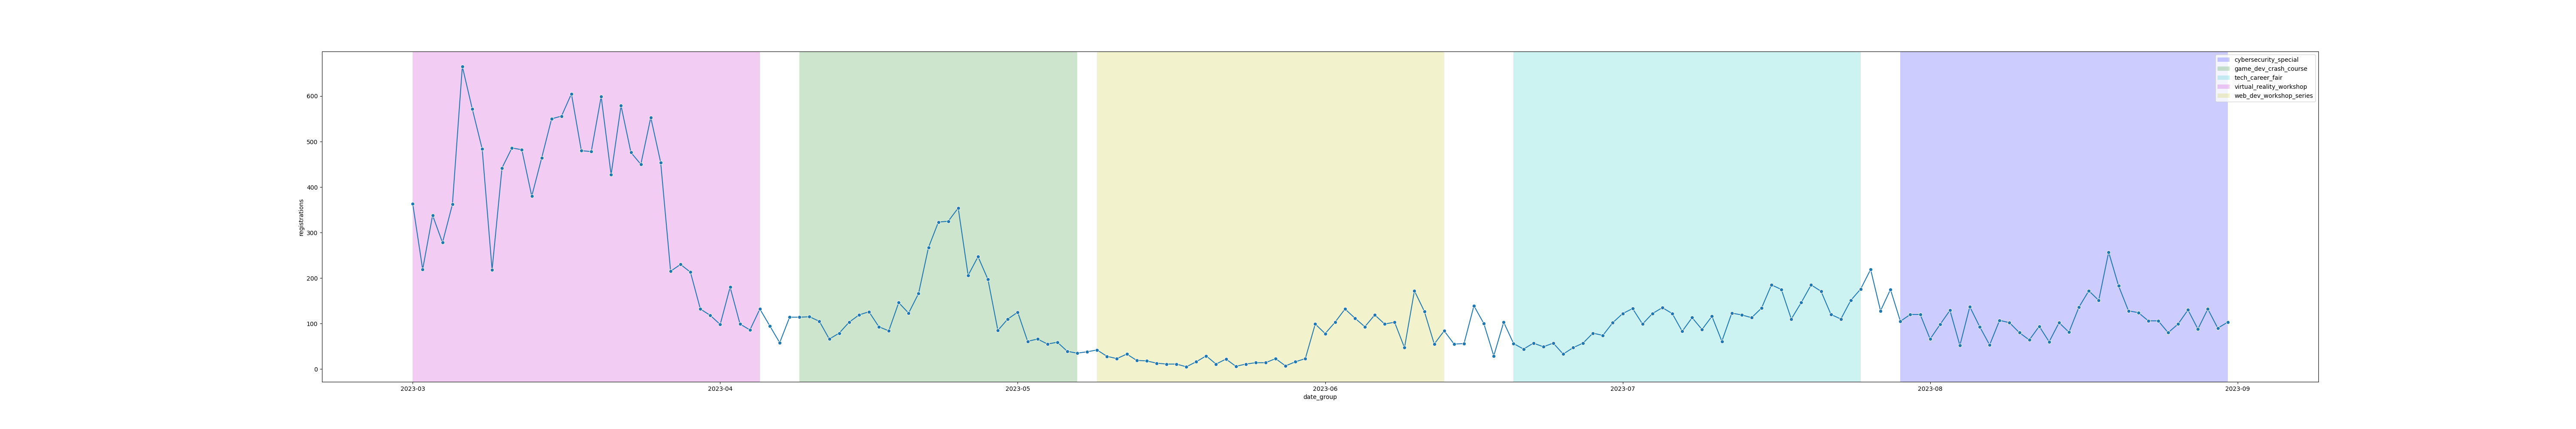 cybersecurity_special
game_dev_crash_course
tech_career_fair
virtual_reality_workshop
web_dev_workshop_series
600
500
400
300
200
100
0
registrations
2023-03 2023-04 2023-05 2023-06 2023-07 2023-08 2023-09
date_group